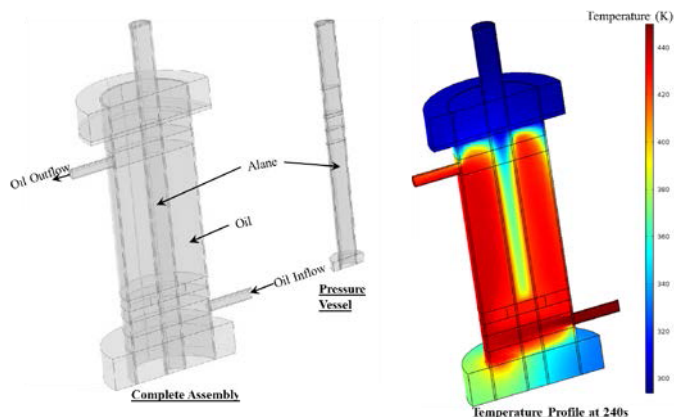 Temperature (K)
440
420
400
380
360
340
320
300
Oil Outflow
Alane
Oil
Oil Inflow
Pressure
Vessel
Complete Assembly
Temperature Profile at 240s